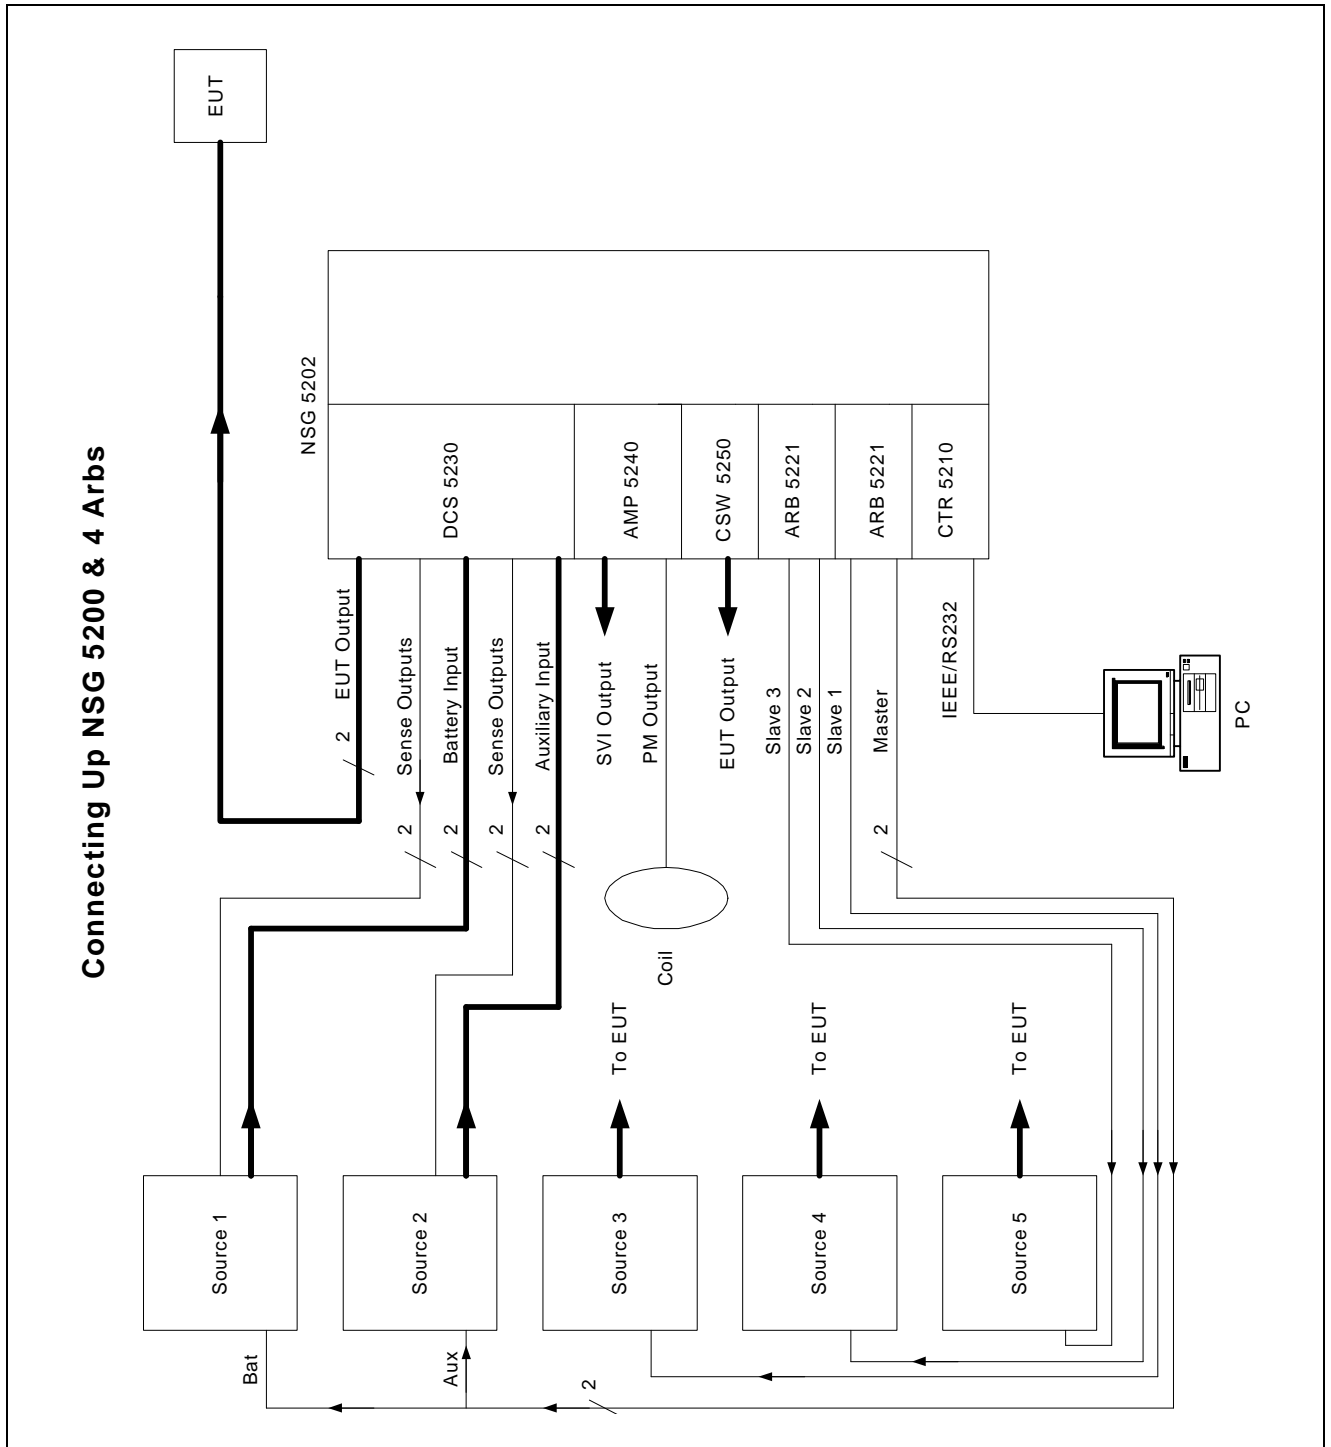 Connecting Up NSG 5200 & 4 Arbs
EUT
NSG 5202
DCS 5230
AMP 5240
CSW 5250
ARB 5221
ARB 5221
CTR 5210
2
EUT Output
Sense Outputs
2
Battery Input
2
Sense Outputs
2
Auxiliary Input
2
SVI Output
PM Output
EUT Output
Slave 3
Slave 2
Slave 1
Master
2
IEEE/RS232
PC
Coil
To EUT
To EUT
To EUT
Source 1
Source 2
Source 3
Source 4
Source 5
Bat
Aux
2